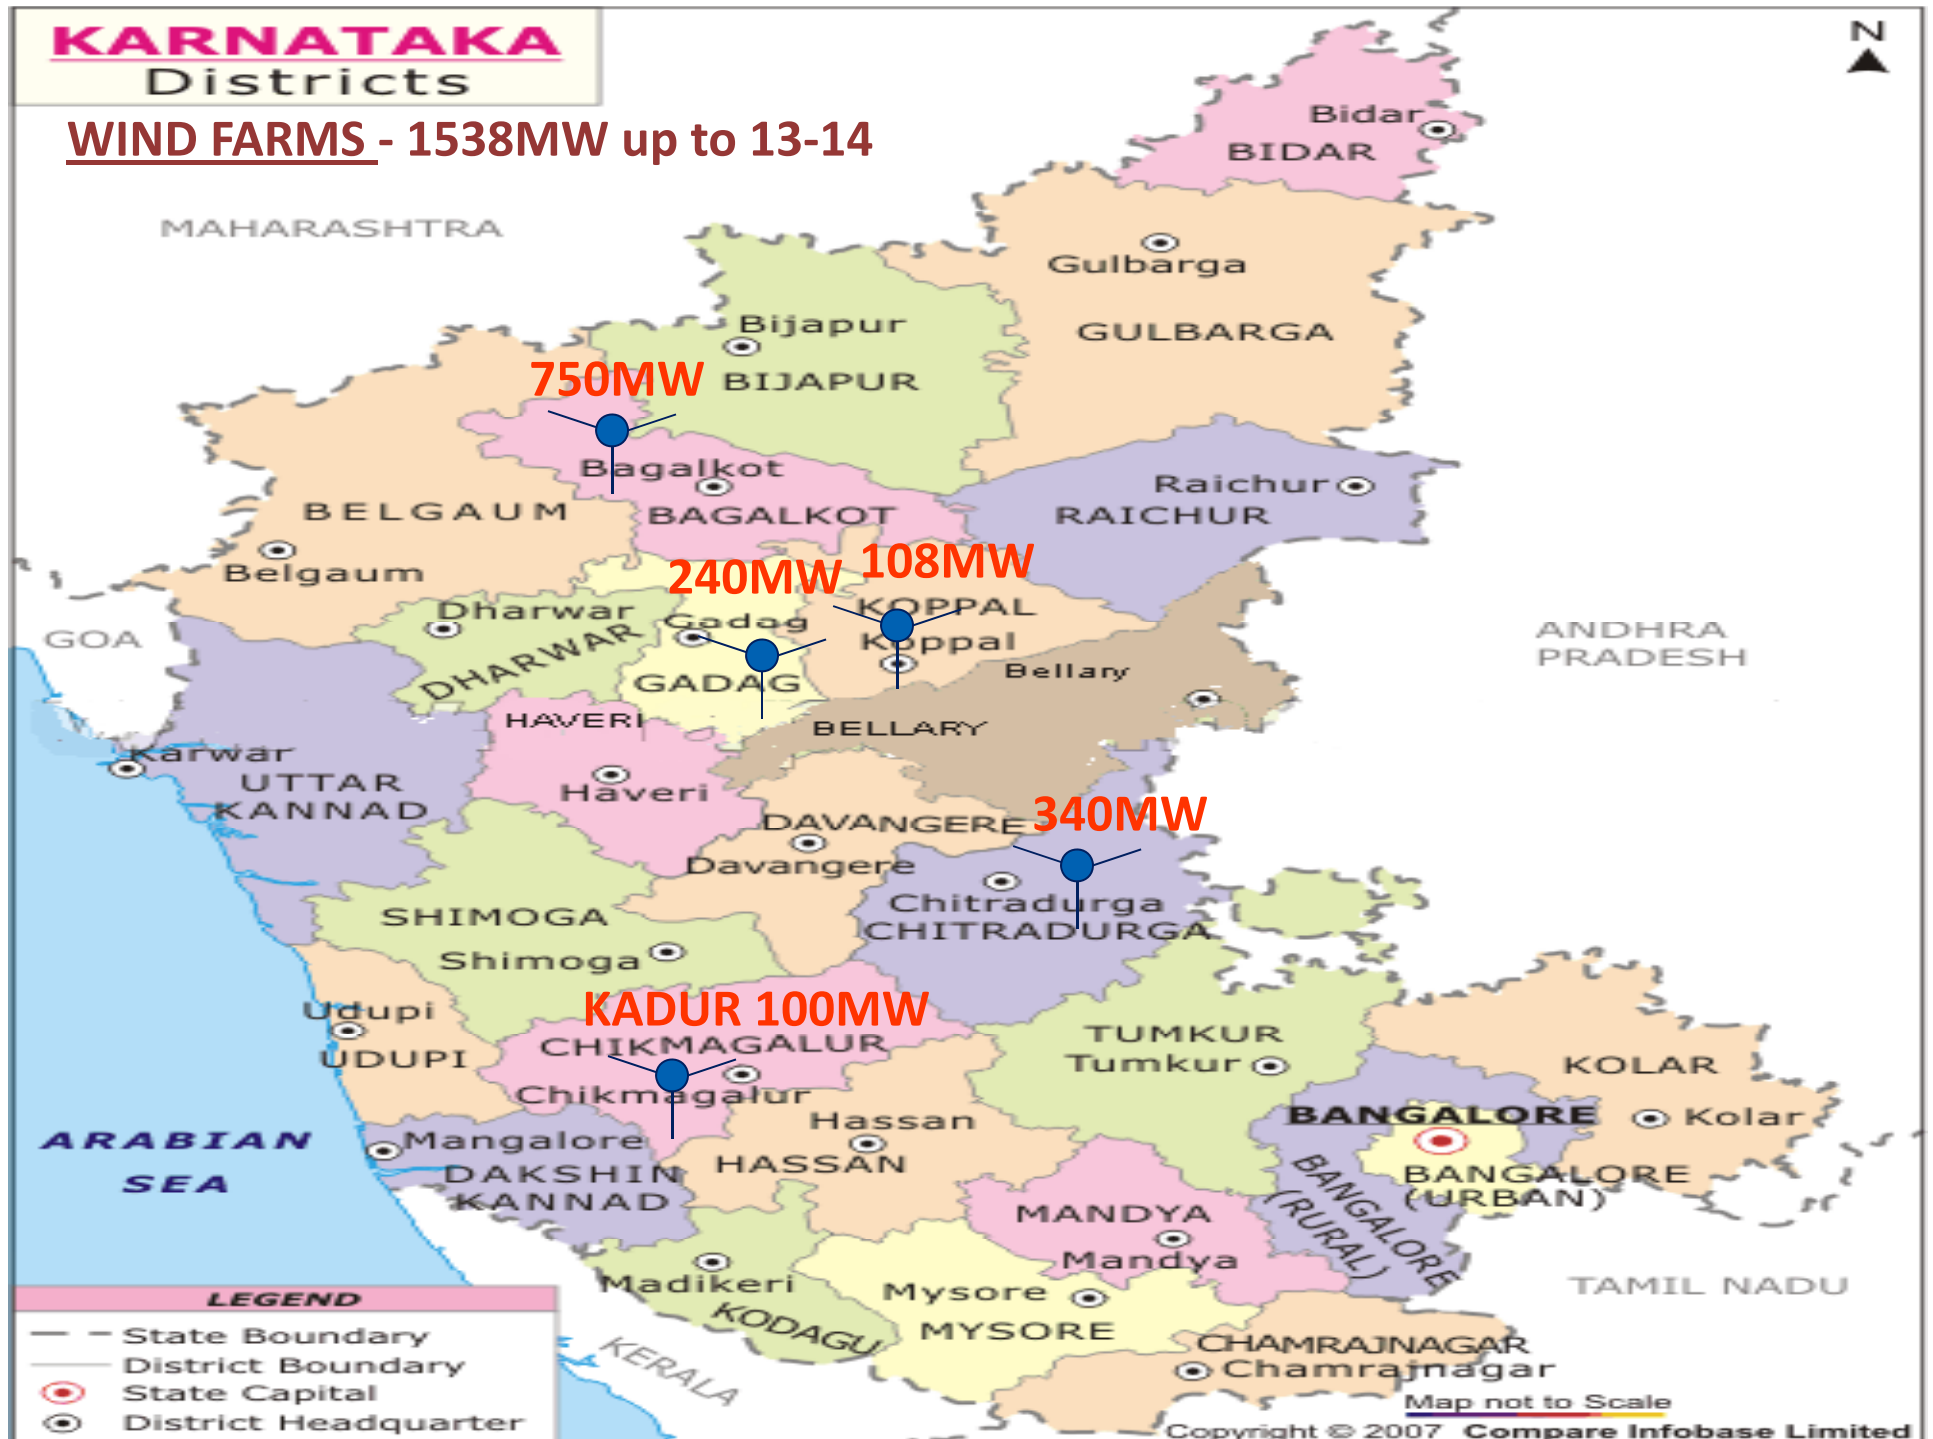 KARNATAKA
Districts
WIND FARMS - 1538MW up to 13-14
N
MAHARASHTRA
Bidar
BIDAR
Gulbarga
GULBARGA
Bijapur
BIJAPUR
750MW
Bagalkot
BAGALKOT
Raichur
RAICHUR
BELGAUM
Belgaum
240MW
108MW
Dharwar
DHARWAR
Gadag
GADAG
KOPPAL
Koppal
GOA
ANDHRA
PRADESH
Bellary
BELLARY
HAVERI
Haveri
Karwar
UTTAR
KANNAD
DAVANGERE
Davangere
340MW
Chitradurga
CHITRADURGA
SHIMOGA
Shimoga
KADUR 100MW
CHIKMAGALUR
Chikmagalur
Udupi
UDUPI
TUMKUR
Tumkur
KOLAR
Kolar
BANGALORE
BANGALORE
(URBAN)
BANGALORE
(RURAL)
Hassan
HASSAN
ARABIAN
SEA
Mangalore
DAKSHIN
KANNAD
MANDYA
Mandya
Madikeri
KODAGU
Mysore
MYSORE
TAMIL NADU
KERALA
CHAMRAJNAGAR
Chamrajnagar
LEGEND
State Boundary
District Boundary
State Capital
District Headquarter
Map not to Scale
Copyright © 2007 Compare Infobase Limited